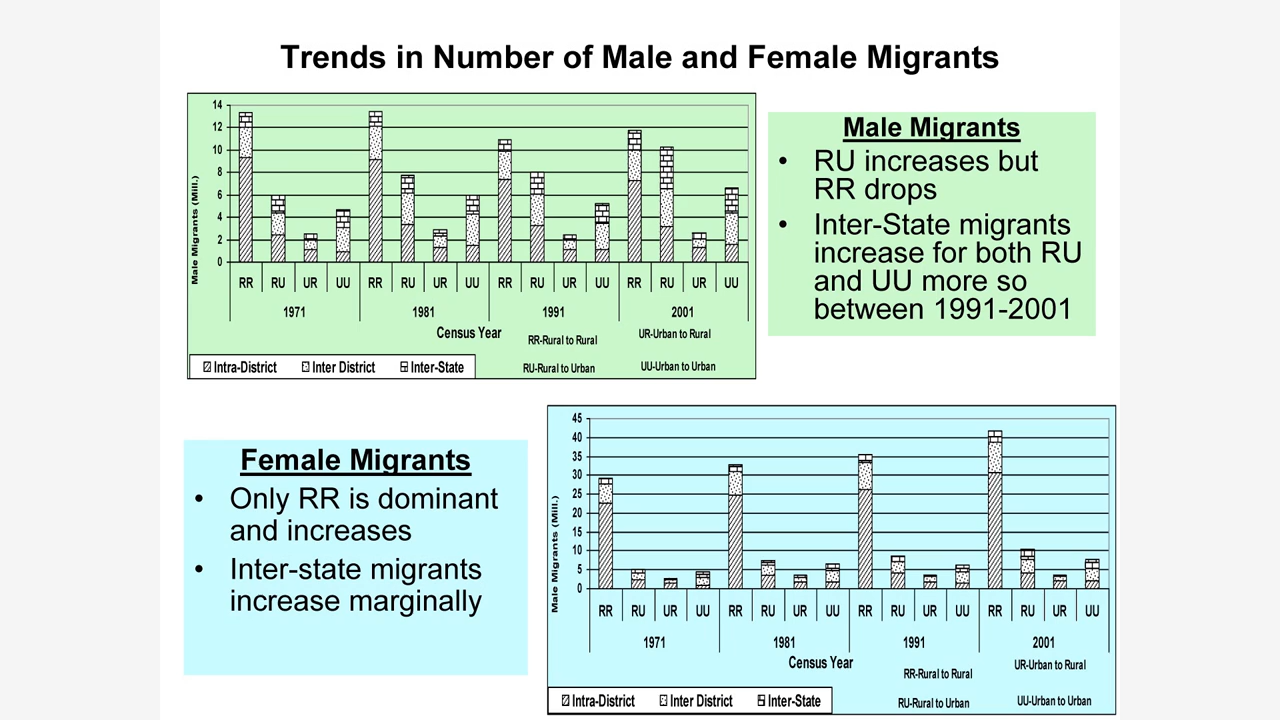 Trends in Number of Male and Female Migrants
Male Migrants (Mill.)
14
12
10
8
6
4
2
0
RR RU UR UU RR RU UR UU RR RU UR UU RR RU UR UU
1971 1981 1991 2001
Census Year
RR-Rural to Rural
UR-Urban to Rural
RU-Rural to Urban
UU-Urban to Urban
Intra-District Inter District Inter-State
Male Migrants
• RU increases but
RR drops
• Inter-State migrants
increase for both RU
and UU more so
between 1991-2001
Female Migrants
• Only RR is dominant
and increases
• Inter-state migrants
increase marginally
Male Migrants (Mill.)
45
40
35
30
25
20
15
10
5
0
RR RU UR UU RR RU UR UU RR RU UR UU RR RU UR UU
1971 1981 1991 2001
Census Year
RR-Rural to Rural
UR-Urban to Rural
RU-Rural to Urban
UU-Urban to Urban
Intra-District Inter District Inter-State